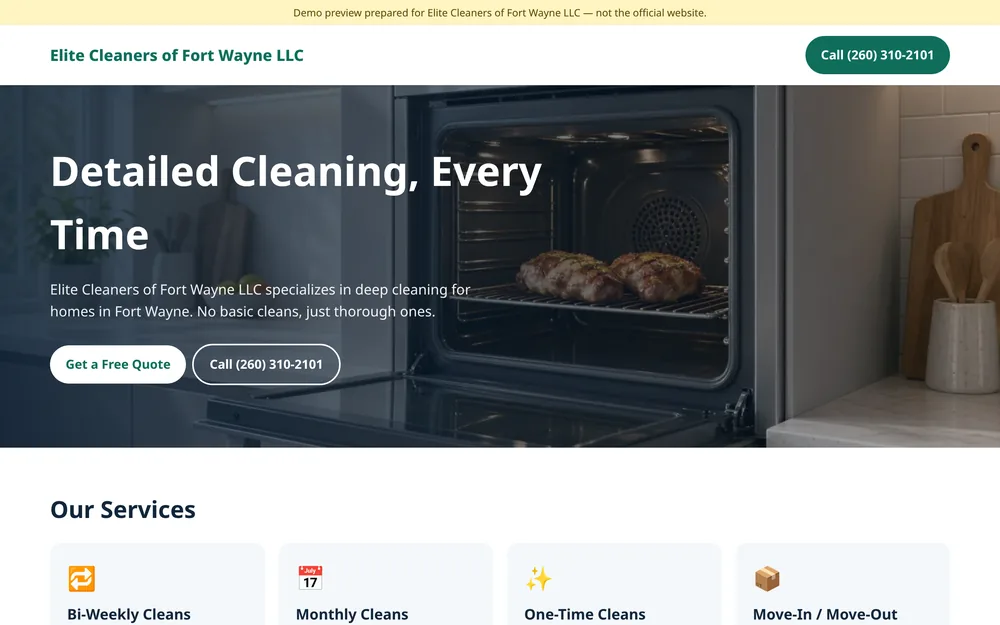 Demo preview prepared for Elite Cleaners of Fort Wayne LLC — not the official website.
Elite Cleaners of Fort Wayne LLC
Call (260) 310-2101
Detailed Cleaning, Every
Time
Elite Cleaners of Fort Wayne LLC specializes in deep cleaning for
homes in Fort Wayne. No basic cleans, just thorough ones.
Get a Free Quote
Call (260) 310-2101
Our Services
July
17
Bi-Weekly Cleans
Monthly Cleans
One-Time Cleans
Move-In / Move-Out